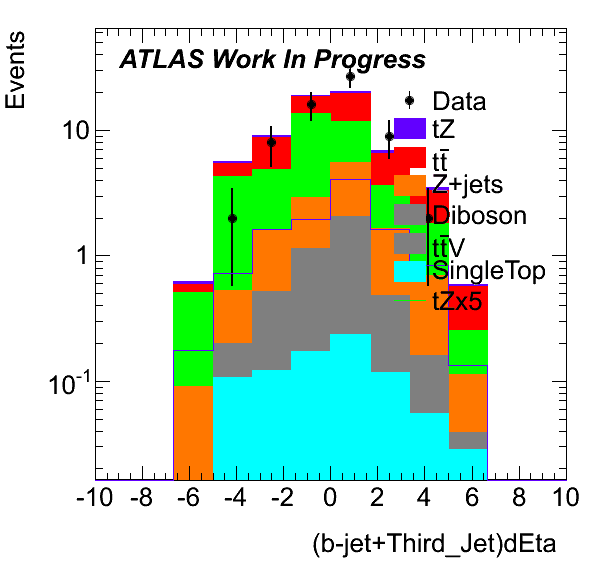 Events
ATLAS Work In Progress
Data
tZ
tt̄
Z+jets
Diboson
tt̄V
SingleTop
tZx5
10
1
10⁻¹
-10 -8 -6 -4 -2 0 2 4 6 8 10
(b-jet+Third_Jet)dEta